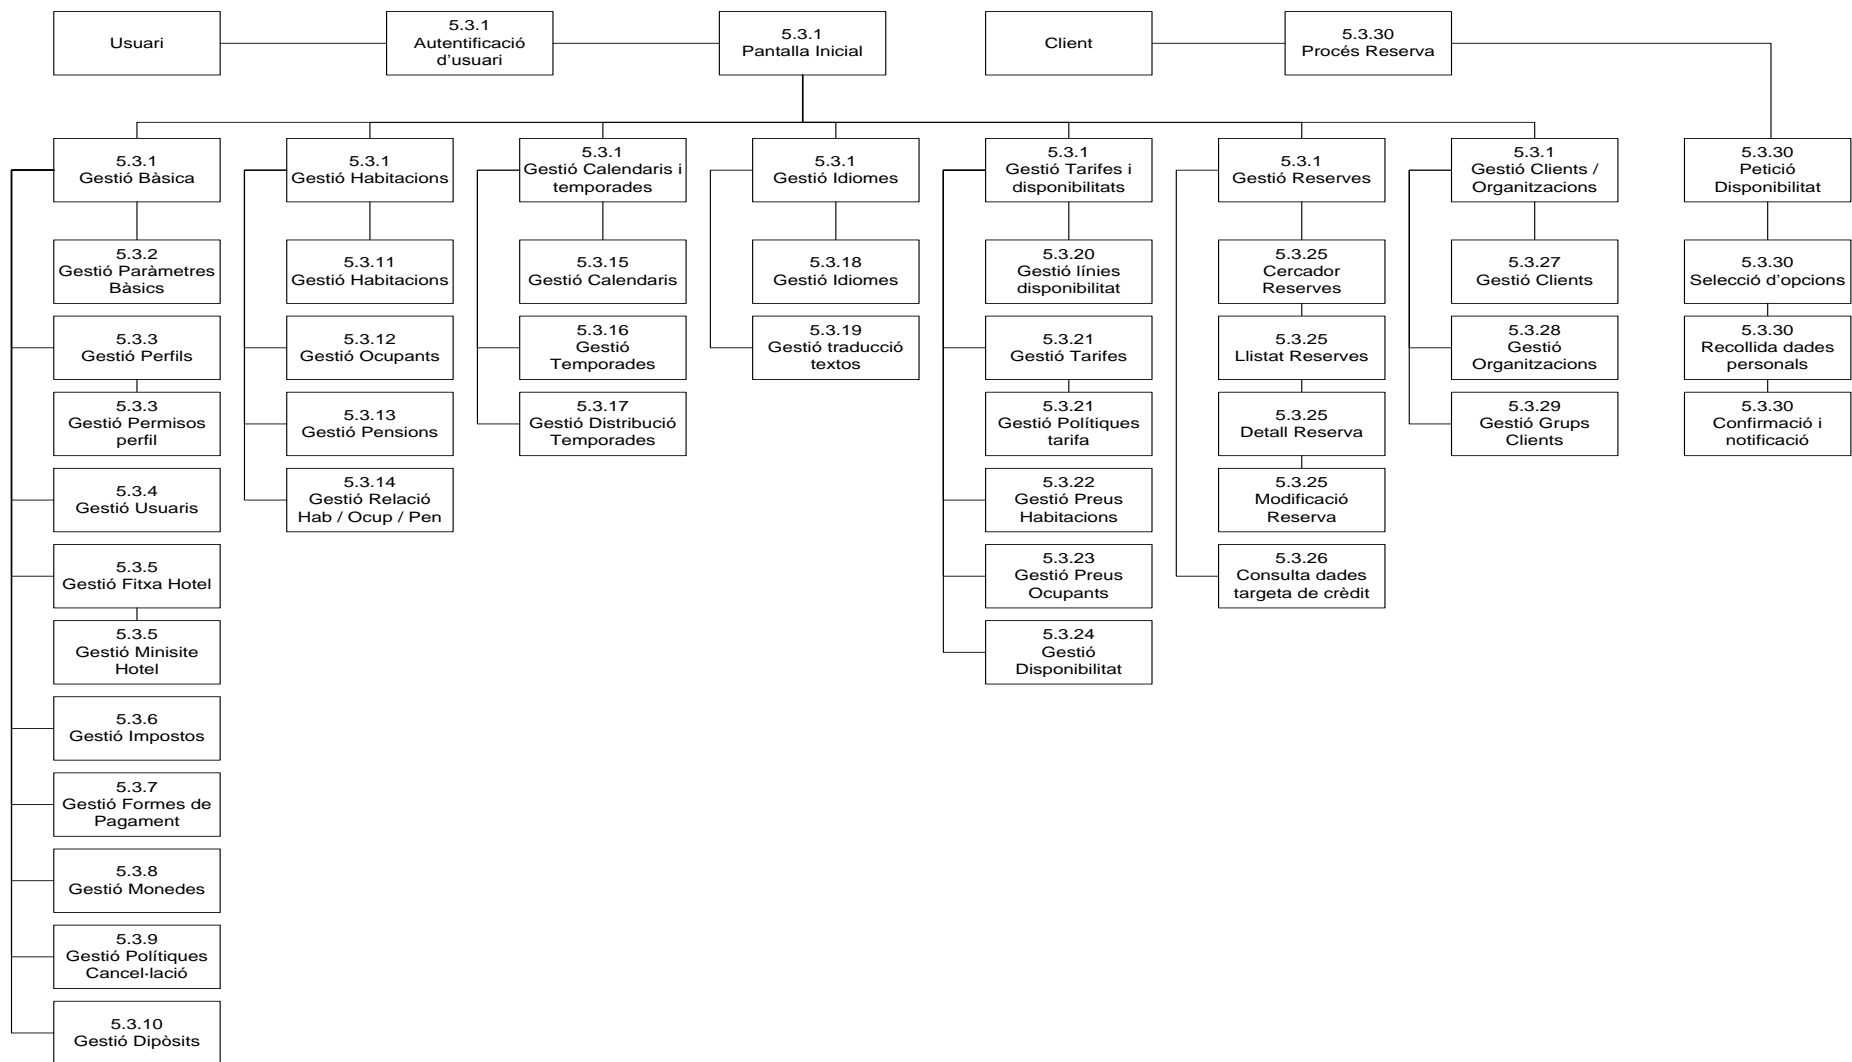 Usuari
5.3.1
Autentificació
d'usuari
5.3.1
Pantalla Inicial
Client
5.3.30
Procés Reserva
5.3.1
Gestió Bàsica
5.3.2
Gestió Paràmetres
Bàsics
5.3.3
Gestió Perfils
5.3.3
Gestió Permisos
perfil
5.3.4
Gestió Usuaris
5.3.5
Gestió Fitxa Hotel
5.3.5
Gestió Minisite
Hotel
5.3.6
Gestió Impostos
5.3.7
Gestió Formes de
Pagament
5.3.8
Gestió Monedes
5.3.9
Gestió Polítiques
Cancel·lació
5.3.10
Gestió Dipòsits
5.3.1
Gestió Habitacions
5.3.11
Gestió Habitacions
5.3.12
Gestió Ocupants
5.3.13
Gestió Pensions
5.3.14
Gestió Relació
Hab / Ocup / Pen
5.3.1
Gestió Calendaris i
temporades
5.3.15
Gestió Calendaris
5.3.16
Gestió
Temporades
5.3.17
Gestió Distribució
Temporades
5.3.1
Gestió Idiomes
5.3.18
Gestió Idiomes
5.3.19
Gestió traducció
textos
5.3.1
Gestió Tarifes i
disponibilitats
5.3.20
Gestió línies
disponibilitat
5.3.21
Gestió Tarifes
5.3.21
Gestió Polítiques
tarifa
5.3.22
Gestió Preus
Habitacions
5.3.23
Gestió Preus
Ocupants
5.3.24
Gestió
Disponibilitat
5.3.1
Gestió Reserves
5.3.25
Cercador
Reserves
5.3.25
Llistat Reserves
5.3.25
Detall Reserva
5.3.25
Modificació
Reserva
5.3.26
Consulta dades
targeta de crèdit
5.3.1
Gestió Clients /
Organitzacions
5.3.27
Gestió Clients
5.3.28
Gestió
Organitzacions
5.3.29
Gestió Grups
Clients
5.3.30
Petició
Disponibilitat
5.3.30
Selecció d'opcions
5.3.30
Recollida dades
personals
5.3.30
Confirmació i
notificació